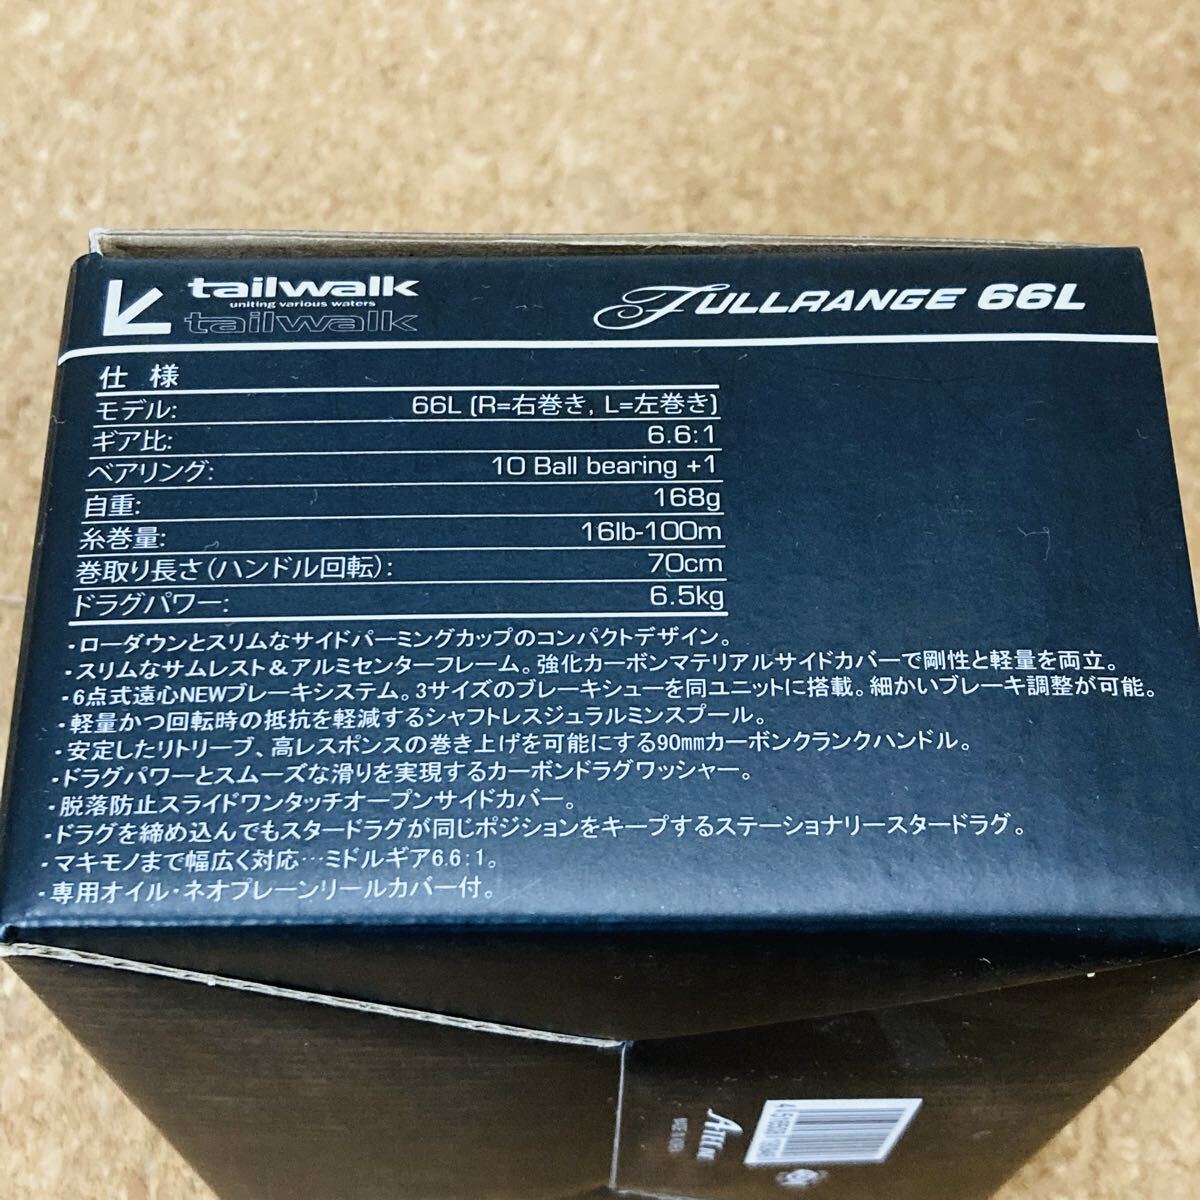 tailwalk
uniting various waters
tailwalk
FULLRANGE 66L
仕 様
モデル: 66L (R=右巻き, L=左巻き)
ギア比: 6.6:1
ベアリング: 10 Ball bearing +1
自重: 168g
糸巻量: 16lb-100m
巻取り長さ(ハンドル回転): 70cm
ドラグパワー: 6.5kg
・ローダウンとスリムなサイドパーミングカップのコンパクトデザイン。
・スリムなサムレスト&アルミセンターフレーム。強化カーボンマテリアルサイドカバーで剛性と軽量を両立。
・6点式遠心NEWブレーキシステム。3サイズのブレーキシューを同ユニットに搭載。細かいブレーキ調整が可能。
・軽量かつ回転時の抵抗を軽減するシャフトレスジュラルミンスプール。
・安定したリトリーブ、高レスポンスの巻き上げを可能にする90mmカーボンクランクハンドル。
・ドラグパワーとスムーズな滑りを実現するカーボンドラグワッシャー。
・脱落防止スライドワンタッチオープンサイドカバー。
・ドラグを締め込んでもスタードラグが同じポジションをキープするステーショナリースタードラグ。
・マキモノまで幅広く対応…ミドルギア6.6:1。
・専用オイル・ネオプレーンリールカバー付。